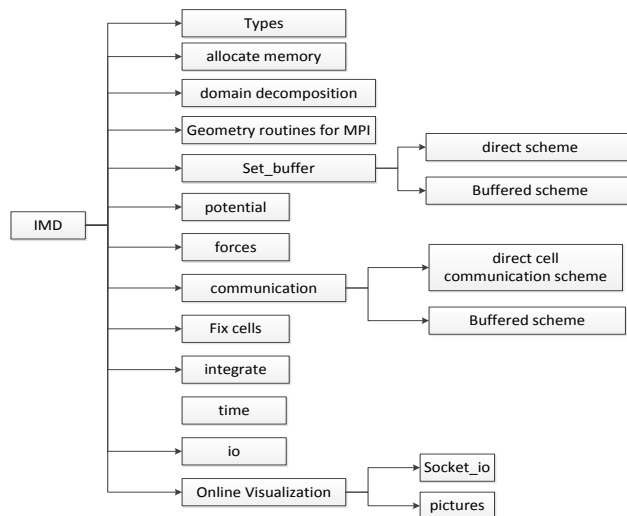 IMD
Types
allocate memory
domain decomposition
Geometry routines for MPI
Set_buffer
direct scheme
Buffered scheme
potential
forces
communication
direct cell
communication scheme
Buffered scheme
Fix cells
integrate
time
io
Online Visualization
Socket_io
pictures